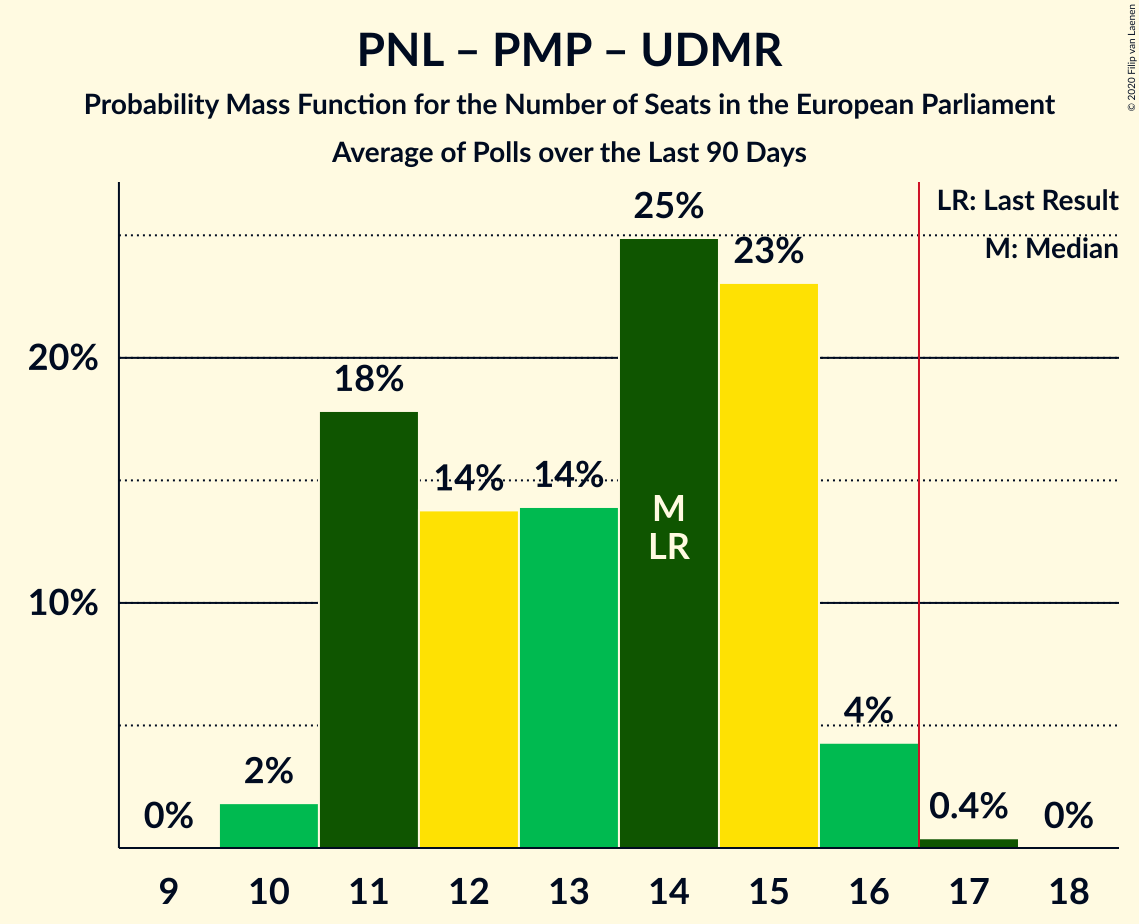 PNL – PMP – UDMR
Probability Mass Function for the Number of Seats in the European Parliament
Average of Polls over the Last 90 Days
© 2020 Filip van Laenen
LR: Last Result
M: Median
25%
23%
20%
18%
14%
14%
M
LR
10%
4%
2%
0.4%
0%
0%
9 10 11 12 13 14 15 16 17 18